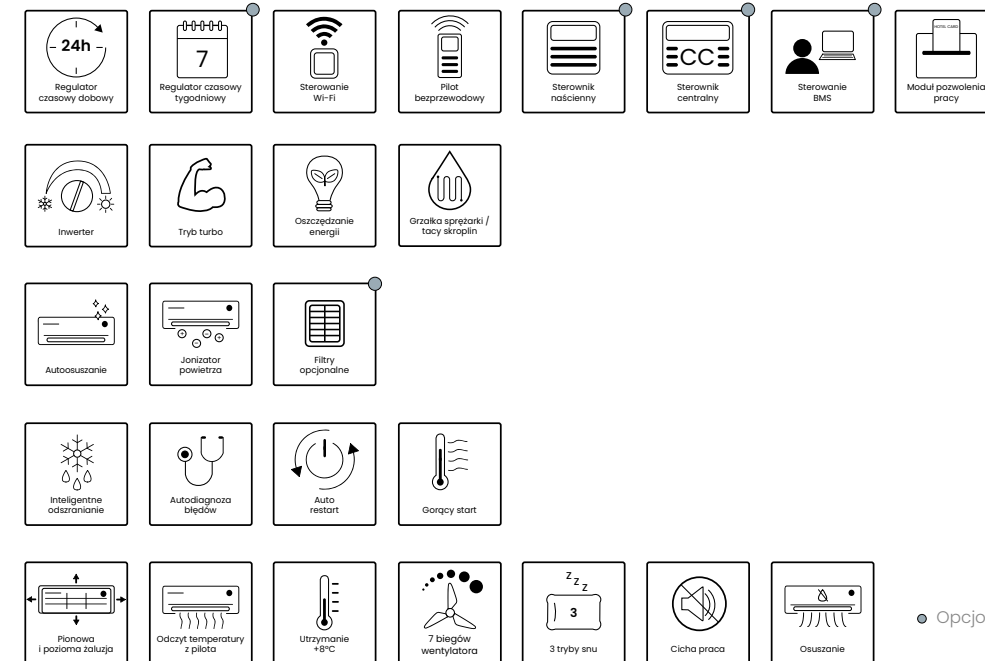 24h
Regulator
czasowy dobowy
7
Regulator czasowy
tygodniowy
Sterowanie
Wi-Fi
Pilot
bezprzewodowy
Sterownik
naścienny
CC
Sterownik
centralny
Sterowanie
BMS
HOTEL CARD
Moduł pozwolenia
pracy
Inwerter
Tryb turbo
Oszczędzanie
energii
Grzałka sprężarki /
tacy skroplin
Autoosuszanie
Jonizator
powietrza
Filtry
opcjonalne
Inteligentne
odszranianie
Autodiagnoza
błędów
Auto
restart
Gorący start
Pionowa
i pozioma żaluzja
Odczyt temperatury
z pilota
Utrzymanie
+8°C
7 biegów
wentylatora
z z z
3
3 tryby snu
Cicha praca
Osuszanie
Opcjo